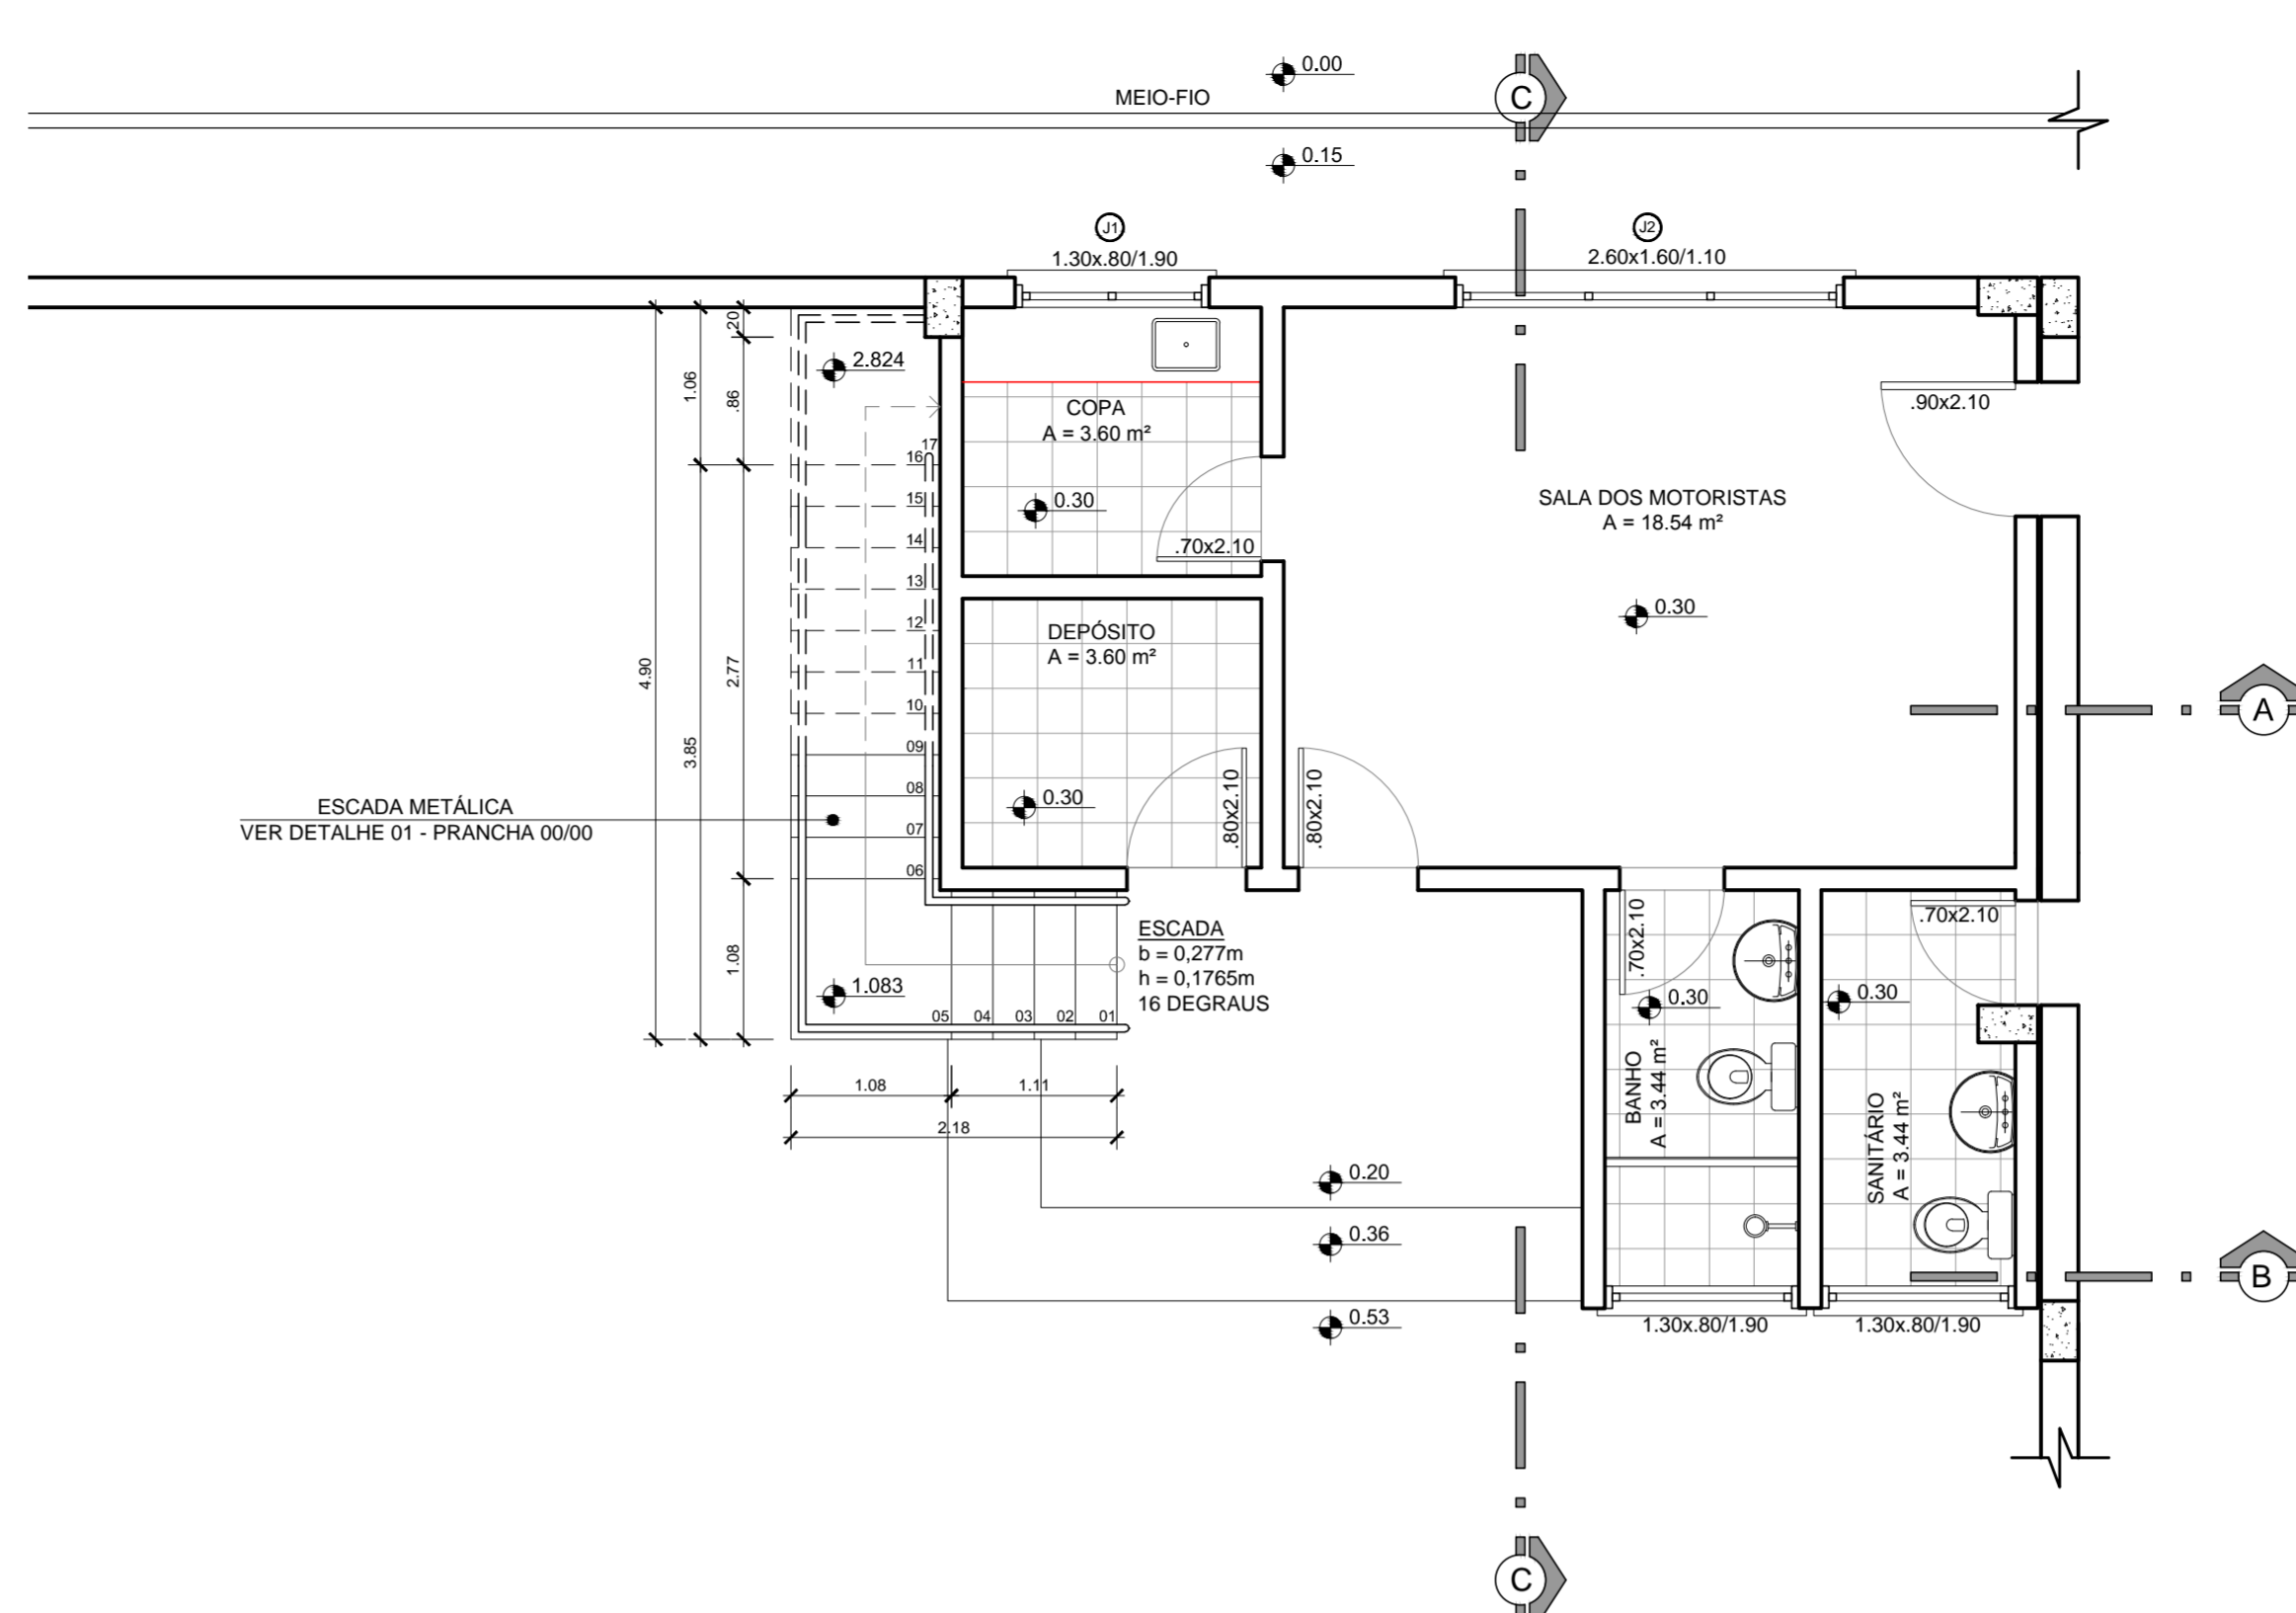 0.00
MEIO-FIO
C
0.15
J1
1.30x.80/1.90
J2
2.60x1.60/1.10
.20
2.824
1.06
.86
COPA
A = 3.60 m²
.90x2.10
17
16
15
0.30
SALA DOS MOTORISTAS
A = 18.54 m²
14
.70x2.10
13
0.30
12
DEPÓSITO
A = 3.60 m²
11
4.90
2.77
10
A
3.85
09
08
0.30
.80x2.10
.80x2.10
ESCADA METÁLICA
VER DETALHE 01 - PRANCHA 00/00
07
06
1.08
ESCADA
b = 0,277m
h = 0,1765m
16 DEGRAUS
.70x2.10
.70x2.10
1.083
0.30
0.30
05
04
03
02
01
1.08
1.11
2.18
BANHO
A = 3.44 m²
SANITÁRIO
A = 3.44 m²
0.20
0.36
B
0.53
1.30x.80/1.90
1.30x.80/1.90
C